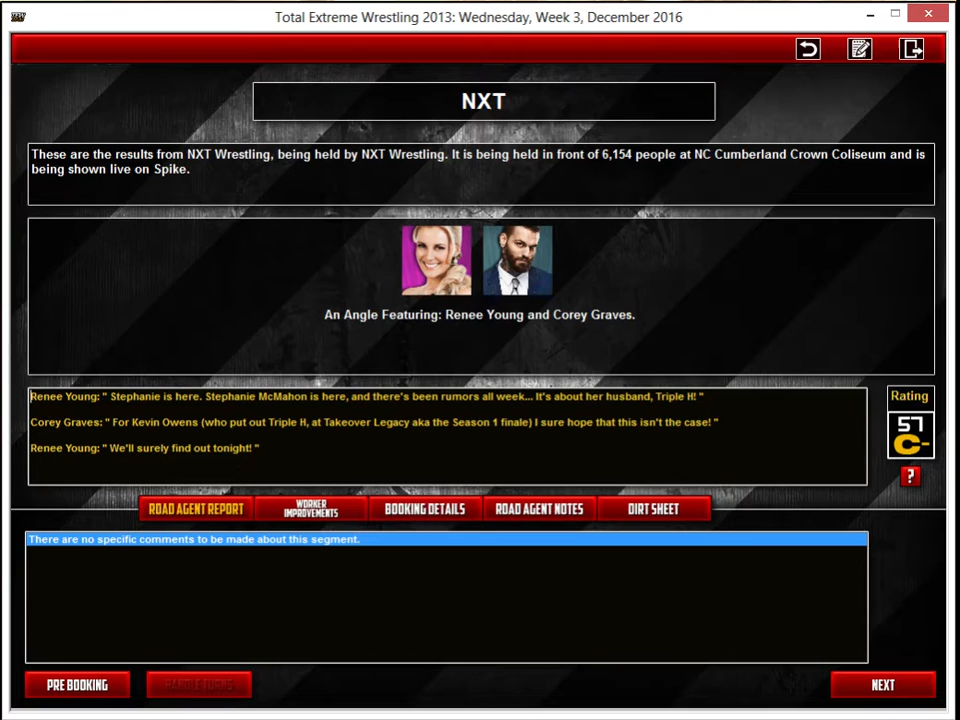 Total Extreme Wrestling 2013: Wednesday, Week 3, December 2016
NXT
These are the results from NXT Wrestling, being held by NXT Wrestling. It is being held in front of 6,154 people at NC Cumberland Crown Coliseum and is
being shown live on Spike.
An Angle Featuring: Renee Young and Corey Graves.
Renee Young: " Stephanie is here. Stephanie McMahon is here, and there's been rumors all week... It's about her husband, Triple H! "
Corey Graves: " For Kevin Owens (who put out Triple H, at Takeover Legacy aka the Season 1 finale) I sure hope that this isn't the case! "
Renee Young: " We'll surely find out tonight! "
Rating
57
C-
?
ROAD AGENT REPORT
WORKER
IMPROVEMENTS
BOOKING DETAILS
ROAD AGENT NOTES
DIRT SHEET
There are no specific comments to be made about this segment.
PRE BOOKING
HANDLE TURNS
NEXT